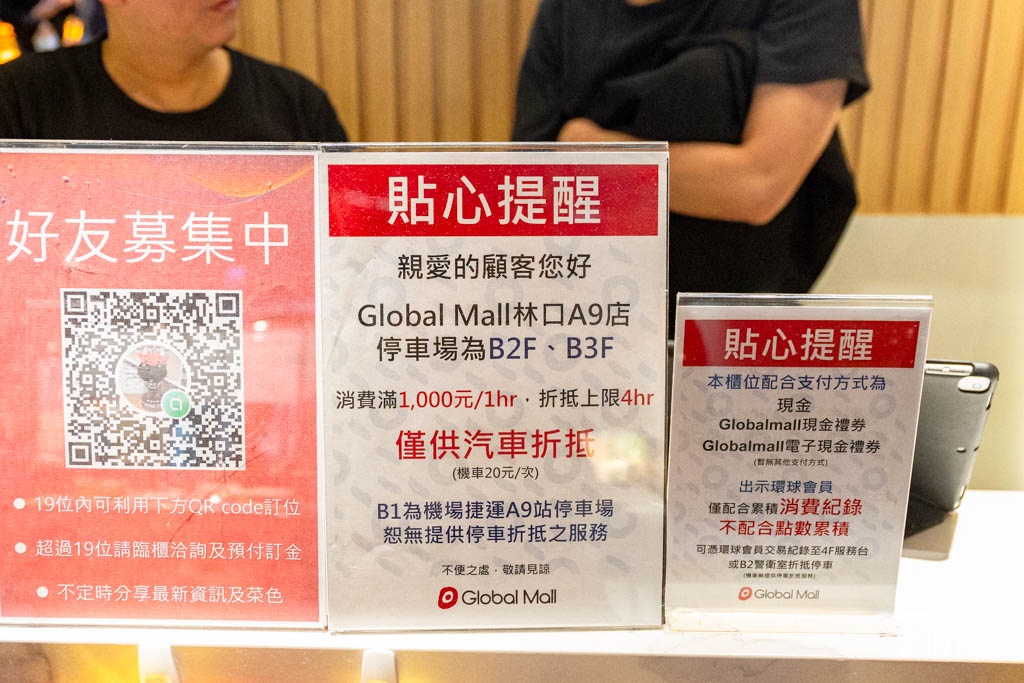 好友募集中
● 19位內可利用下方QR code訂位
● 超過19位請臨櫃洽詢及預付訂金
● 不定時分享最新資訊及菜色
貼心提醒
親愛的顧客您好
Global Mall林口A9店
停車場為B2F、B3F
消費滿1,000元/1hr，折抵上限4hr
僅供汽車折抵
(機車20元/次)
B1為機場捷運A9站停車場
恕無提供停車折抵之服務
不便之處，敬請見諒
Global Mall
貼心提醒
本櫃位配合支付方式為
現金
Globalmall現金禮券
Globalmall電子現金禮券
(暫無其他支付方式)
出示環球會員
僅配合累積消費紀錄
不配合點數累積
可憑環球會員交易紀錄至4F服務台
或B2警衛室折抵停車
(機車無提供停車折抵服務)
Global Mall